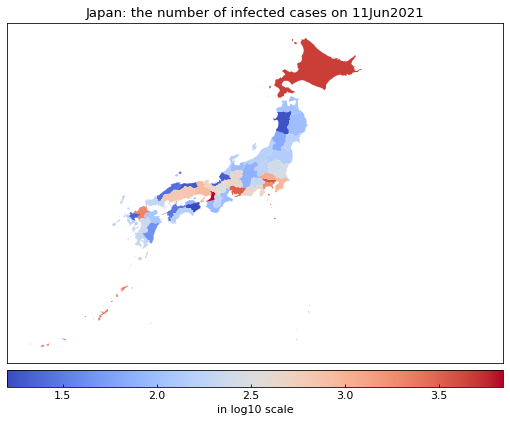 Japan: the number of infected cases on 11Jun2021
1.5 2.0 2.5 3.0 3.5
in log10 scale